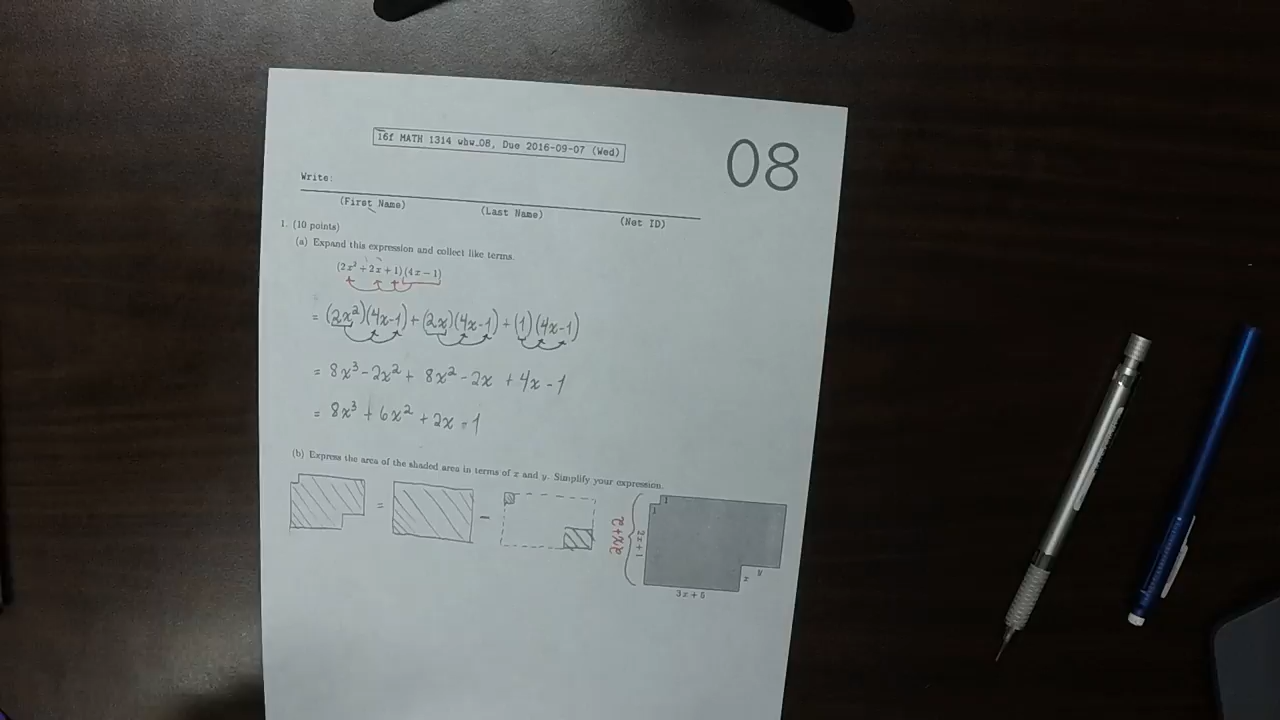 16f MATH 1314 wbw_08, Due 2016-09-07 (Wed)
08
Write:
(First Name) (Last Name) (Net ID)
1. (10 points)
(a) Expand this expression and collect like terms.
(2x² + 2x + 1)(4x − 1)
= (2x²)(4x-1) + (2x)(4x-1) + (1)(4x-1)
= 8x³ - 2x² + 8x² - 2x + 4x - 1
= 8x³ + 6x² + 2x - 1
(b) Express the area of the shaded area in terms of x and y. Simplify your expression.
= −
2x+2
2x + 1
1
1
x
y
3x + 5